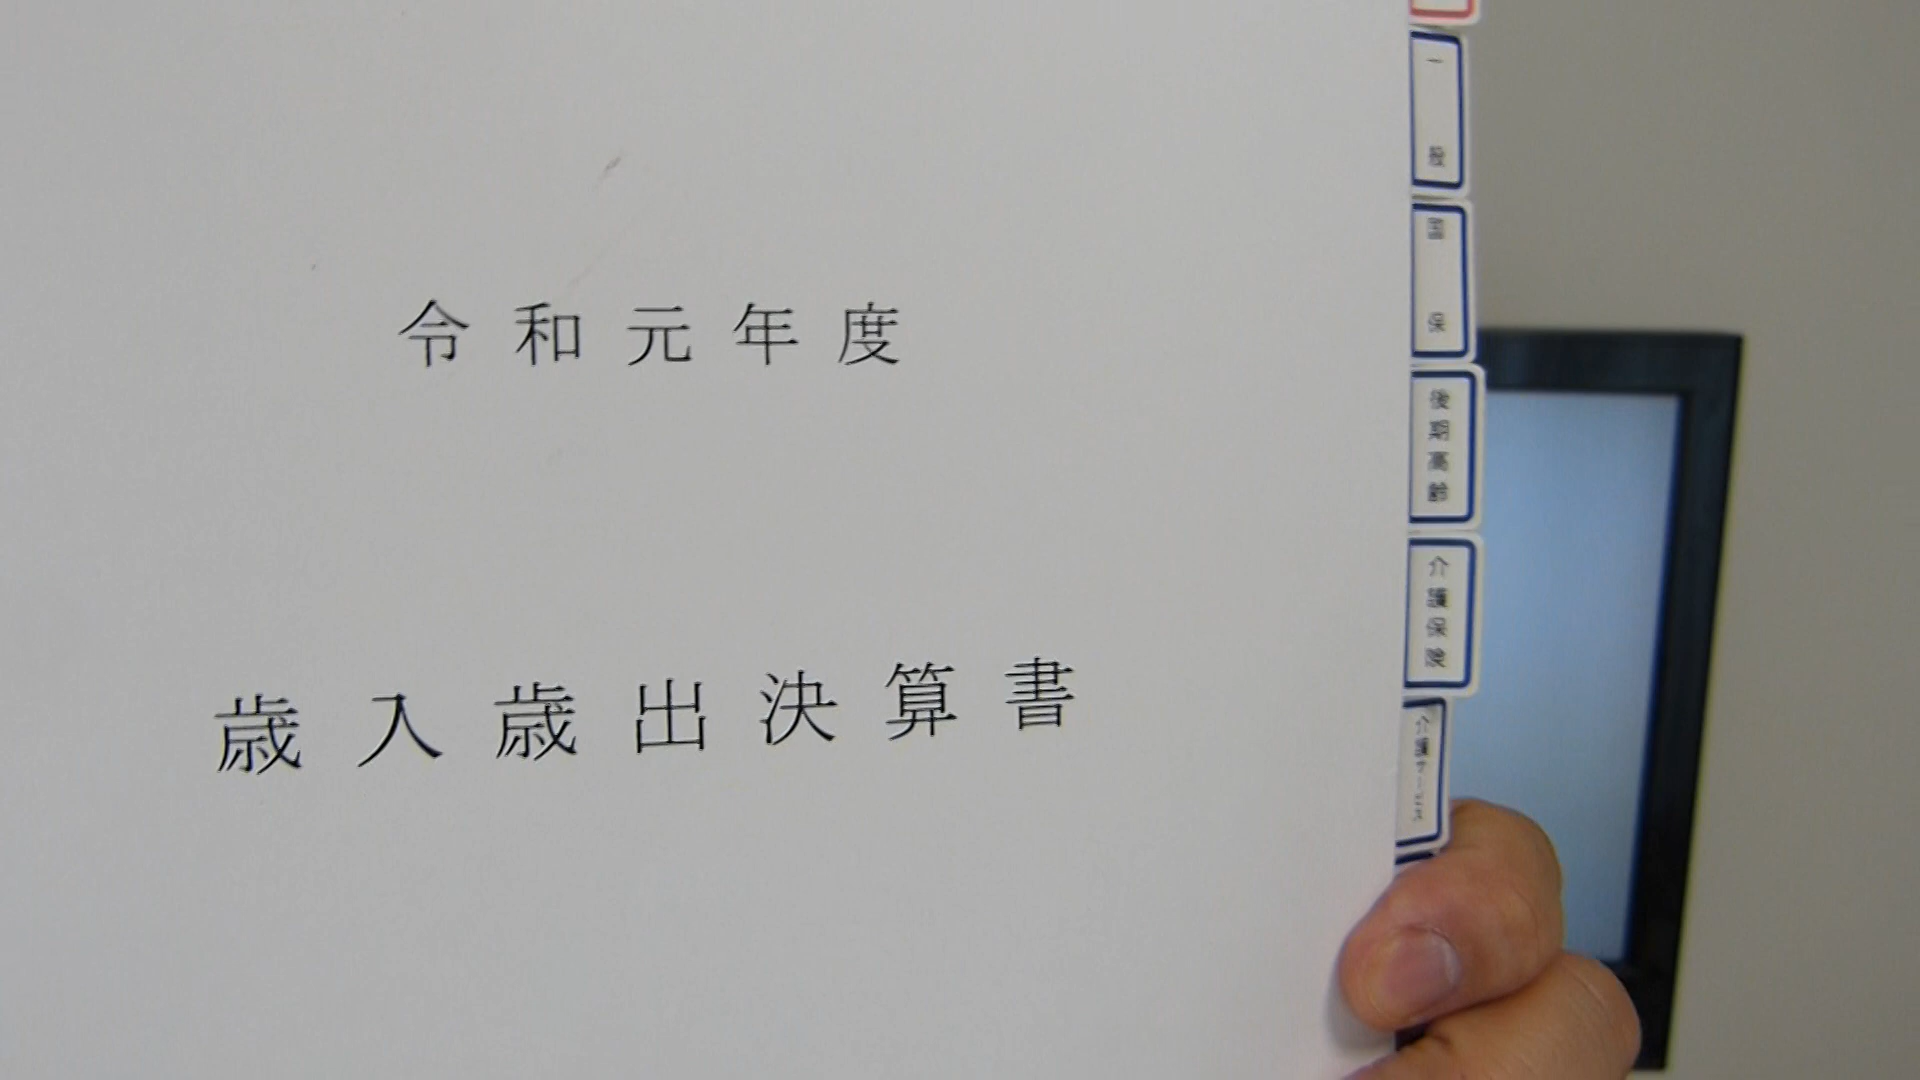 令和元年度
歳入歳出決算書
一般
国保
後期高齢
介護保険
介護サービス